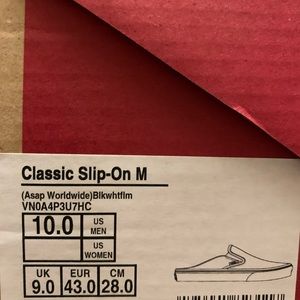 Classic Slip-On M
(Asap Worldwide)Blkwhtflm
VN0A4P3U7HC
10.0 US MEN
US WOMEN
UK EUR CM
9.0 43.0 28.0